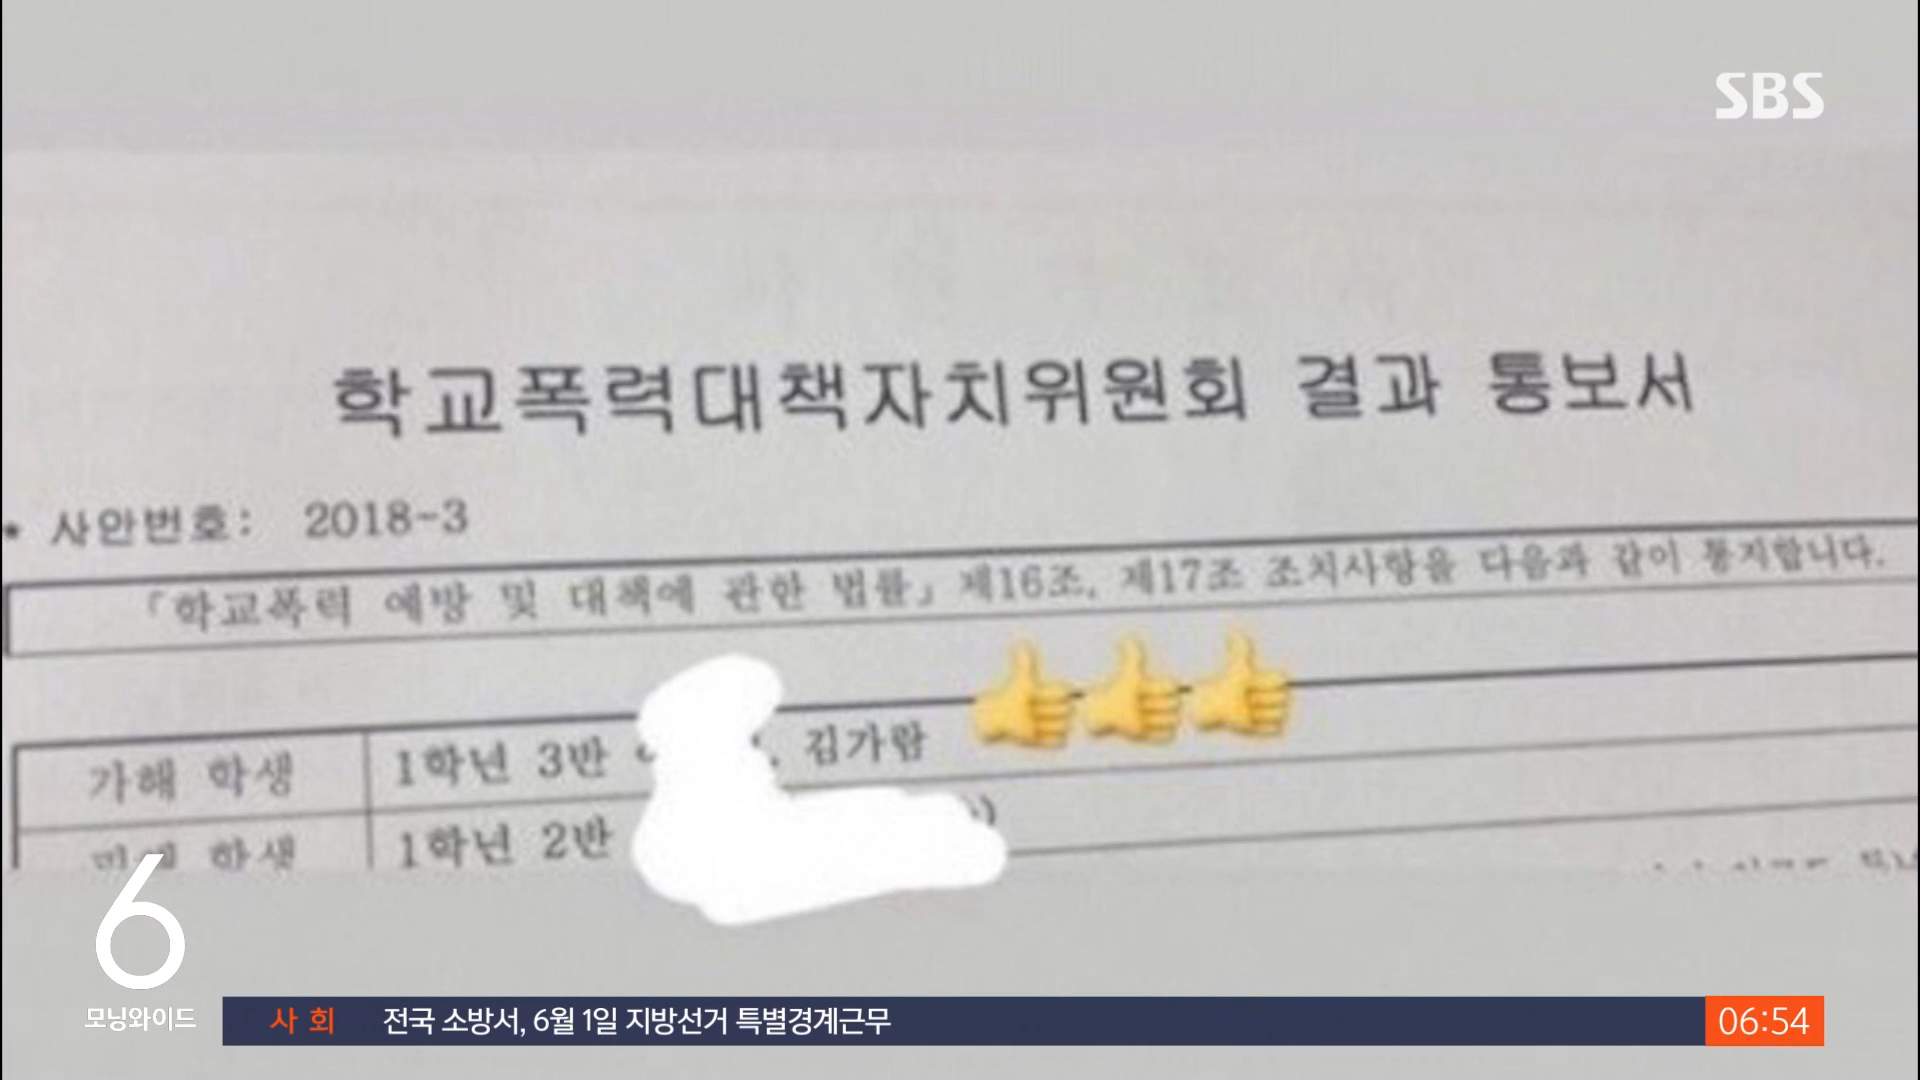 SBS
학교폭력대책자치위원회 결과 통보서
* 사안번호: 2018-3
「학교폭력 예방 및 대책에 관한 법률」 제16조, 제17조 조치사항을 다음과 같이 통지합니다.
가해 학생 1학년 3반 , 김가람
학생 1학년 2반 )
6
모닝와이드
사회 전국 소방서, 6월 1일 지방선거 특별경계근무 06:54